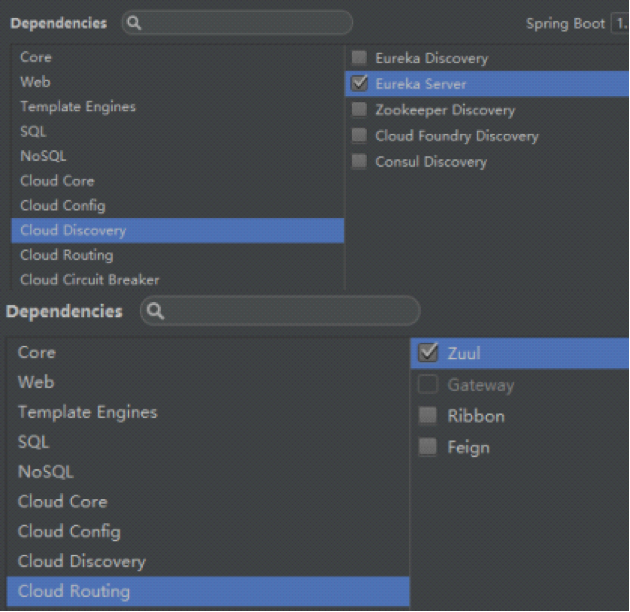 Dependencies
Spring Boot 1.
Core
Web
Template Engines
SQL
NoSQL
Cloud Core
Cloud Config
Cloud Discovery
Cloud Routing
Cloud Circuit Breaker
Eureka Discovery
Eureka Server
Zookeeper Discovery
Cloud Foundry Discovery
Consul Discovery
Dependencies
Core
Web
Template Engines
SQL
NoSQL
Cloud Core
Cloud Config
Cloud Discovery
Cloud Routing
Zuul
Gateway
Ribbon
Feign